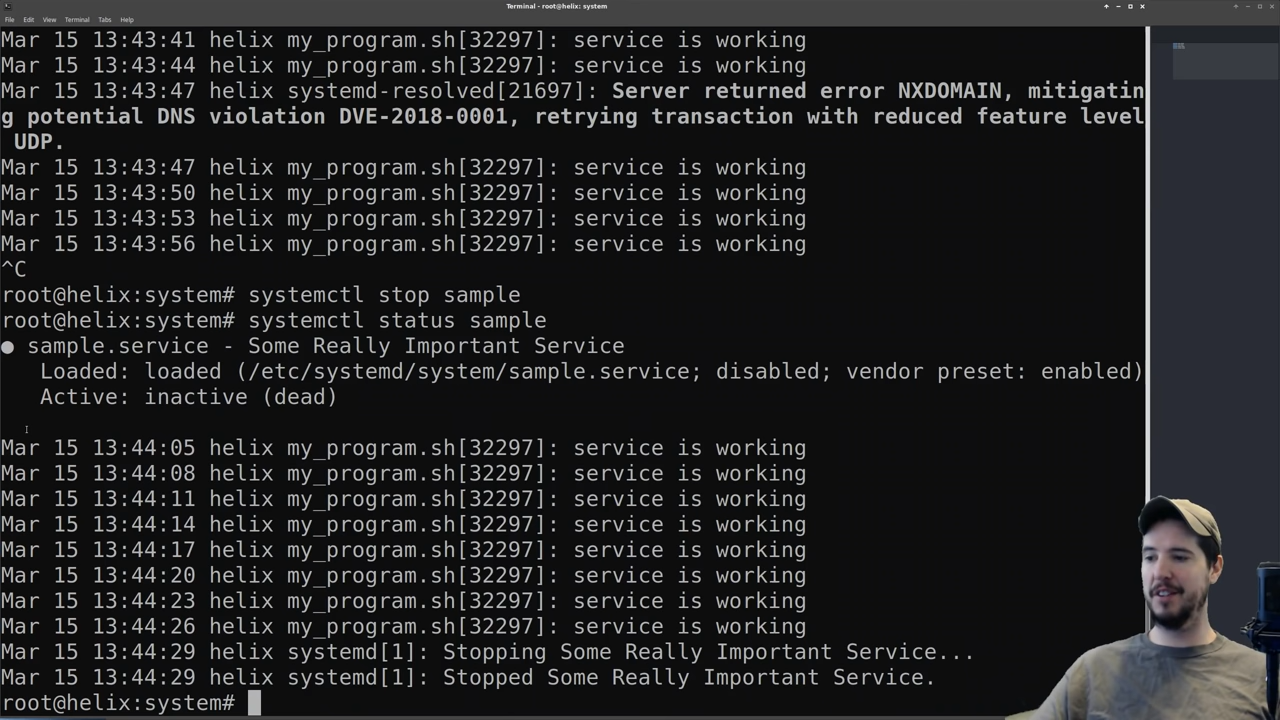 Terminal - root@helix: system
File Edit View Terminal Tabs Help
Mar 15 13:43:41 helix my_program.sh[32297]: service is working
Mar 15 13:43:44 helix my_program.sh[32297]: service is working
Mar 15 13:43:47 helix systemd-resolved[21697]: Server returned error NXDOMAIN, mitigatin
g potential DNS violation DVE-2018-0001, retrying transaction with reduced feature level
UDP.
Mar 15 13:43:47 helix my_program.sh[32297]: service is working
Mar 15 13:43:50 helix my_program.sh[32297]: service is working
Mar 15 13:43:53 helix my_program.sh[32297]: service is working
Mar 15 13:43:56 helix my_program.sh[32297]: service is working
^C
root@helix:system# systemctl stop sample
root@helix:system# systemctl status sample
● sample.service - Some Really Important Service
Loaded: loaded (/etc/systemd/system/sample.service; disabled; vendor preset: enabled)
Active: inactive (dead)
Mar 15 13:44:05 helix my_program.sh[32297]: service is working
Mar 15 13:44:08 helix my_program.sh[32297]: service is working
Mar 15 13:44:11 helix my_program.sh[32297]: service is working
Mar 15 13:44:14 helix my_program.sh[32297]: service is working
Mar 15 13:44:17 helix my_program.sh[32297]: service is working
Mar 15 13:44:20 helix my_program.sh[32297]: service is working
Mar 15 13:44:23 helix my_program.sh[32297]: service is working
Mar 15 13:44:26 helix my_program.sh[32297]: service is working
Mar 15 13:44:29 helix systemd[1]: Stopping Some Really Important Service...
Mar 15 13:44:29 helix systemd[1]: Stopped Some Really Important Service.
root@helix:system#